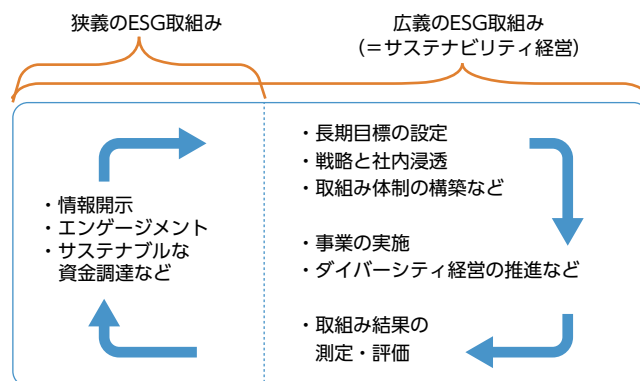 狭義のESG取組み
広義のESG取組み
(=サステナビリティ経営)
・情報開示
・エンゲージメント
・サステナブルな
資金調達など
・長期目標の設定
・戦略と社内浸透
・取組み体制の構築など
・事業の実施
・ダイバーシティ経営の推進など
・取組み結果の
測定・評価